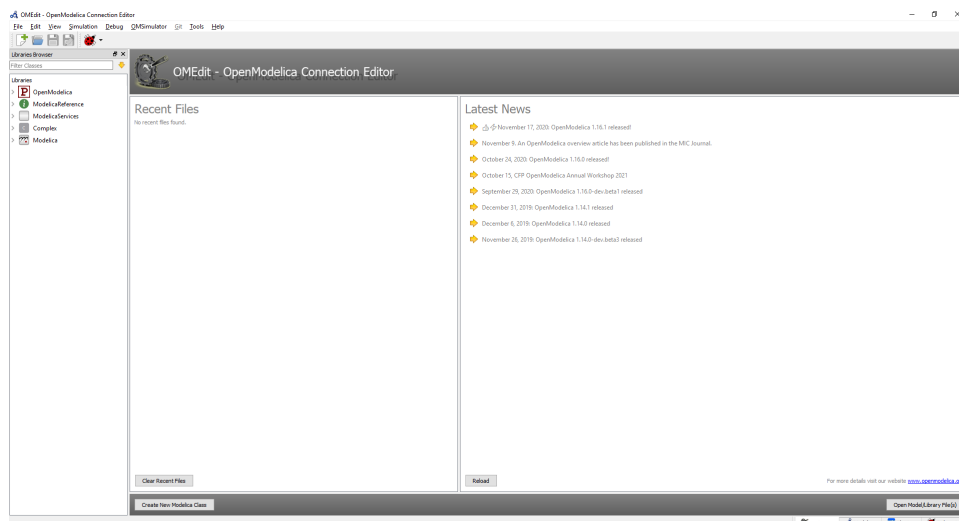 OMEdit - OpenModelica Connection Editor
File Edit View Simulation Debug OMSimulator Git Tools Help
Libraries Browser
Filter Classes
Libraries
OpenModelica
ModelicaReference
ModelicaServices
Complex
Modelica
OMEdit - OpenModelica Connection Editor
Recent Files
No recent files found.
Clear Recent Files
Latest News
November 17, 2020: OpenModelica 1.16.1 released!
November 9. An OpenModelica overview article has been published in the MIC Journal.
October 24, 2020: OpenModelica 1.16.0 released!
October 15, CFP OpenModelica Annual Workshop 2021
September 29, 2020: OpenModelica 1.16.0-dev.beta1 released
December 31, 2019: OpenModelica 1.14.1 released
December 6, 2019: OpenModelica 1.14.0 released
November 28, 2019: OpenModelica 1.14.0-dev.beta3 released
Reload
For more details visit our website www.openmodelica.o
Create New Modelica Class
Open Model/Library File(s)